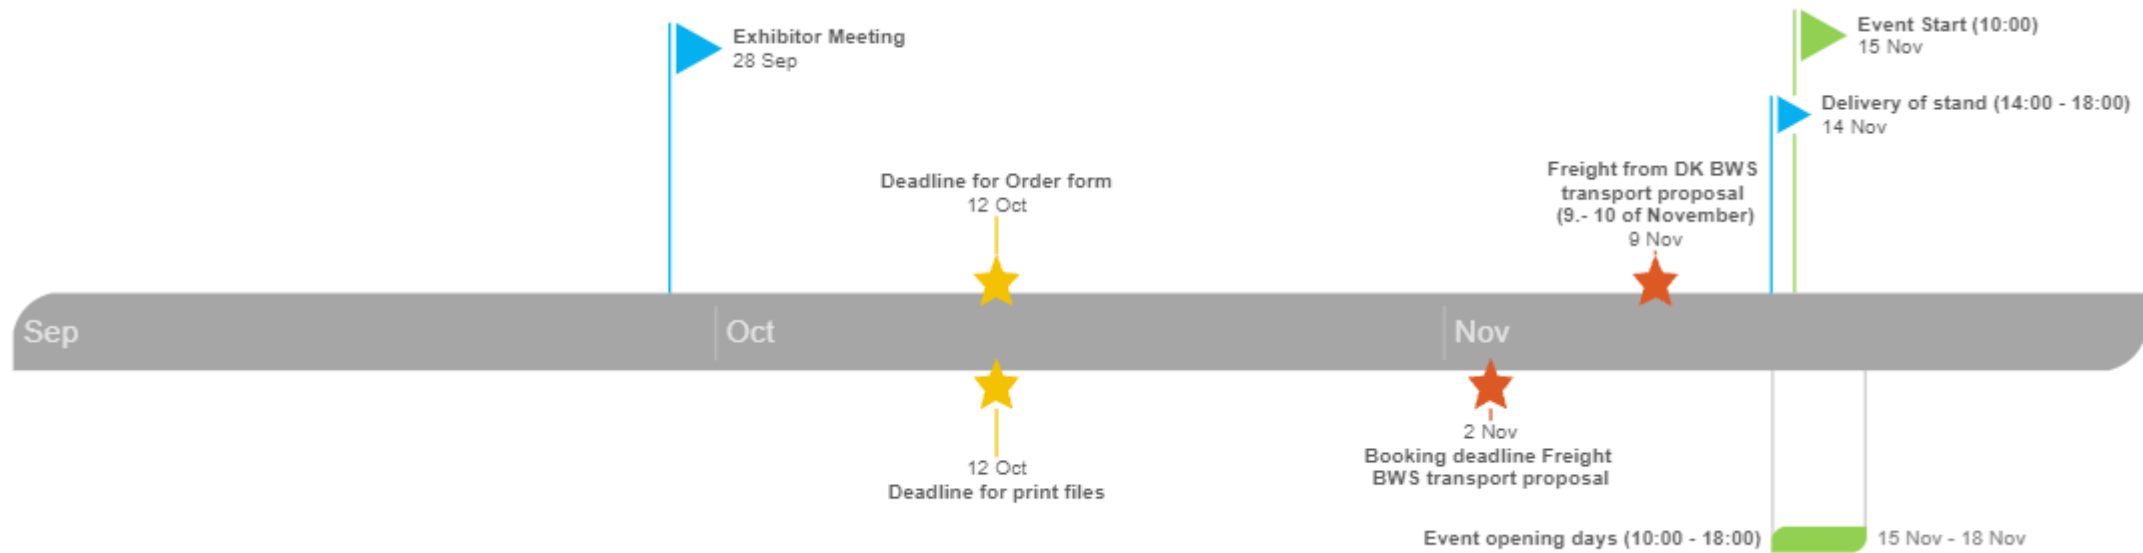 Exhibitor Meeting
28 Sep
Event Start (10:00)
15 Nov
Delivery of stand (14:00 - 18:00)
14 Nov
Deadline for Order form
12 Oct
Freight from DK BWS
transport proposal
(9.- 10 of November)
9 Nov
Sep
Oct
Nov
12 Oct
Deadline for print files
2 Nov
Booking deadline Freight
BWS transport proposal
Event opening days (10:00 - 18:00)
15 Nov - 18 Nov